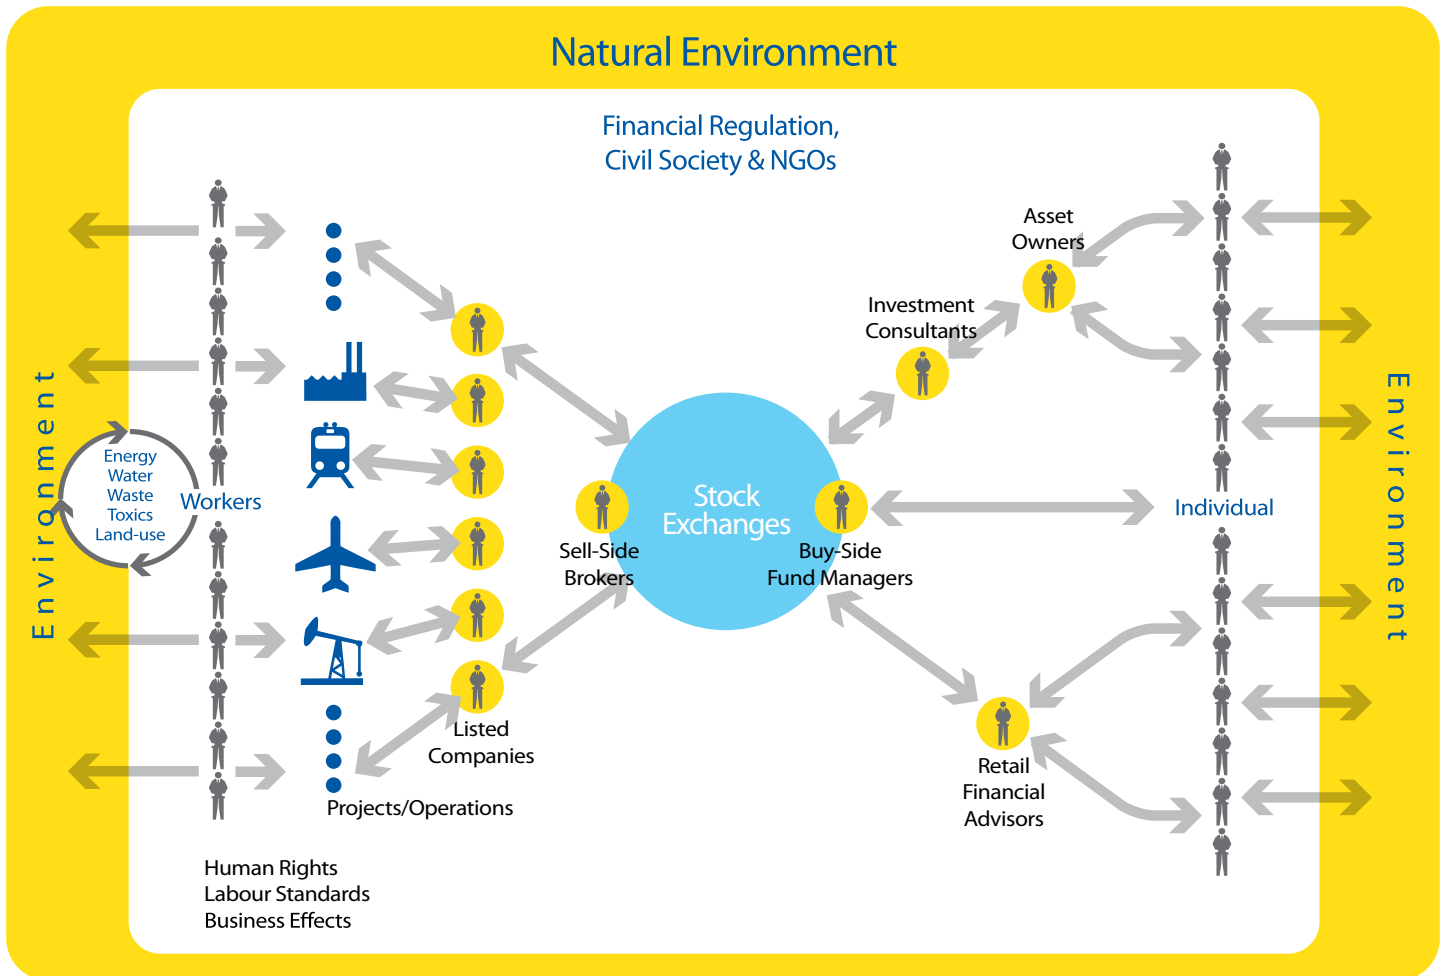 Natural Environment
Financial Regulation,
Civil Society & NGOs
Asset
Owners
Investment
Consultants
Environment
Energy
Water
Waste
Toxics
Land-use
Workers
Stock
Exchanges
Sell-Side
Brokers
Buy-Side
Fund Managers
Individual
Environment
Listed
Companies
Projects/Operations
Retail
Financial
Advisors
Human Rights
Labour Standards
Business Effects